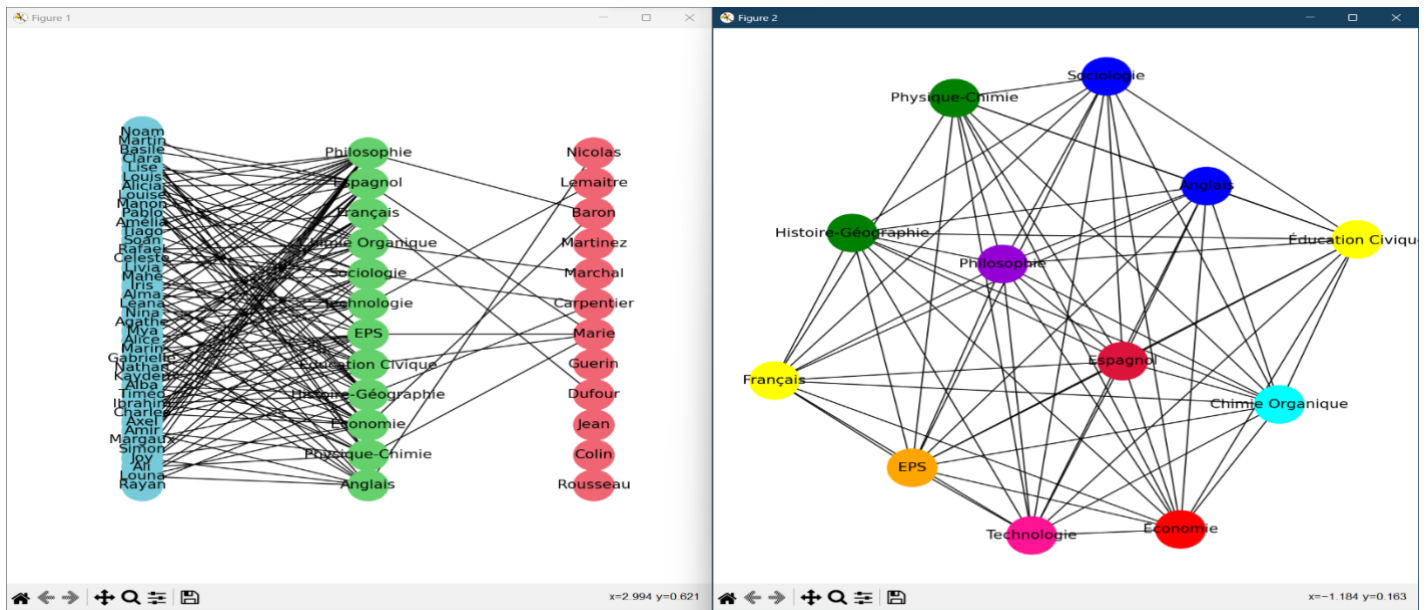 Figure 1
Noam
Martin
Basile
Clara
Lise
Louis
Alicia
Louise
Manon
Pablo
Amélia
Tiago
Soan
Rafael
Céleste
Livia
Mahé
Iris
Alma
Léana
Nina
Agathe
Mya
Alice
Marin
Gabrielle
Nathan
Kayden
Alba
Timéo
Ibrahim
Charles
Axel
Amir
Margaux
Simon
Joy
Ali
Louna
Rayan
Philosophie
Espagnol
Français
Chimie Organique
Sociologie
Technologie
EPS
Éducation Civique
Histoire-Géographie
Économie
Physique-Chimie
Anglais
Nicolas
Lemaitre
Baron
Martinez
Marchal
Carpentier
Marie
Guerin
Dufour
Jean
Colin
Rousseau
x=2.994 y=0.621
Figure 2
Sociologie
Physique-Chimie
Anglais
Histoire-Géographie
Éducation Civique
Philosophie
Espagnol
Français
Chimie Organique
EPS
Économie
Technologie
x=−1.184 y=0.163